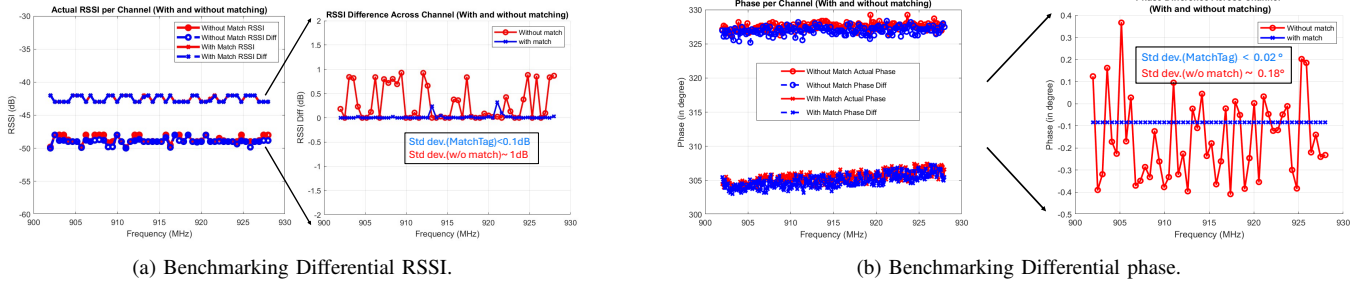 Actual RSSI per Channel (With and without matching)
-30
-40
-50
-60
RSSI Diff (dB)
Without Match RSSI
Without Match RSSI Diff
With Match RSSI
With Match RSSI Diff
900 905 910 915 920 925 930
Frequency (MHz)
RSSI Difference Across Channel (With and without matching)
2
1.5
1
0.5
0
-0.5
-1
-1.5
-2
RSSI Diff (dB)
Without match
with match
Std dev.(MatchTag)<0.1dB
Std dev.(w/o match)~ 1dB
900 905 910 915 920 925 930
Frequency (MHz)
(a) Benchmarking Differential RSSI.
Phase per Channel (With and without matching)
330
325
320
315
310
305
300
Phase (in degree)
Without Match Actual Phase
Without Match Phase Diff
With Match Actual Phase
With Match Phase Diff
900 905 910 915 920 925 930
Frequency (MHz)
(With and without matching)
0.4
0.3
0.2
0.1
-0
-0.1
-0.2
-0.3
-0.4
-0.5
Phase (in degree)
Without match
with match
Std dev.(MatchTag) < 0.02°
Std dev.(w/o match) ~ 0.18°
900 905 910 915 920 925 930
Frequency (MHz)
(b) Benchmarking Differential phase.